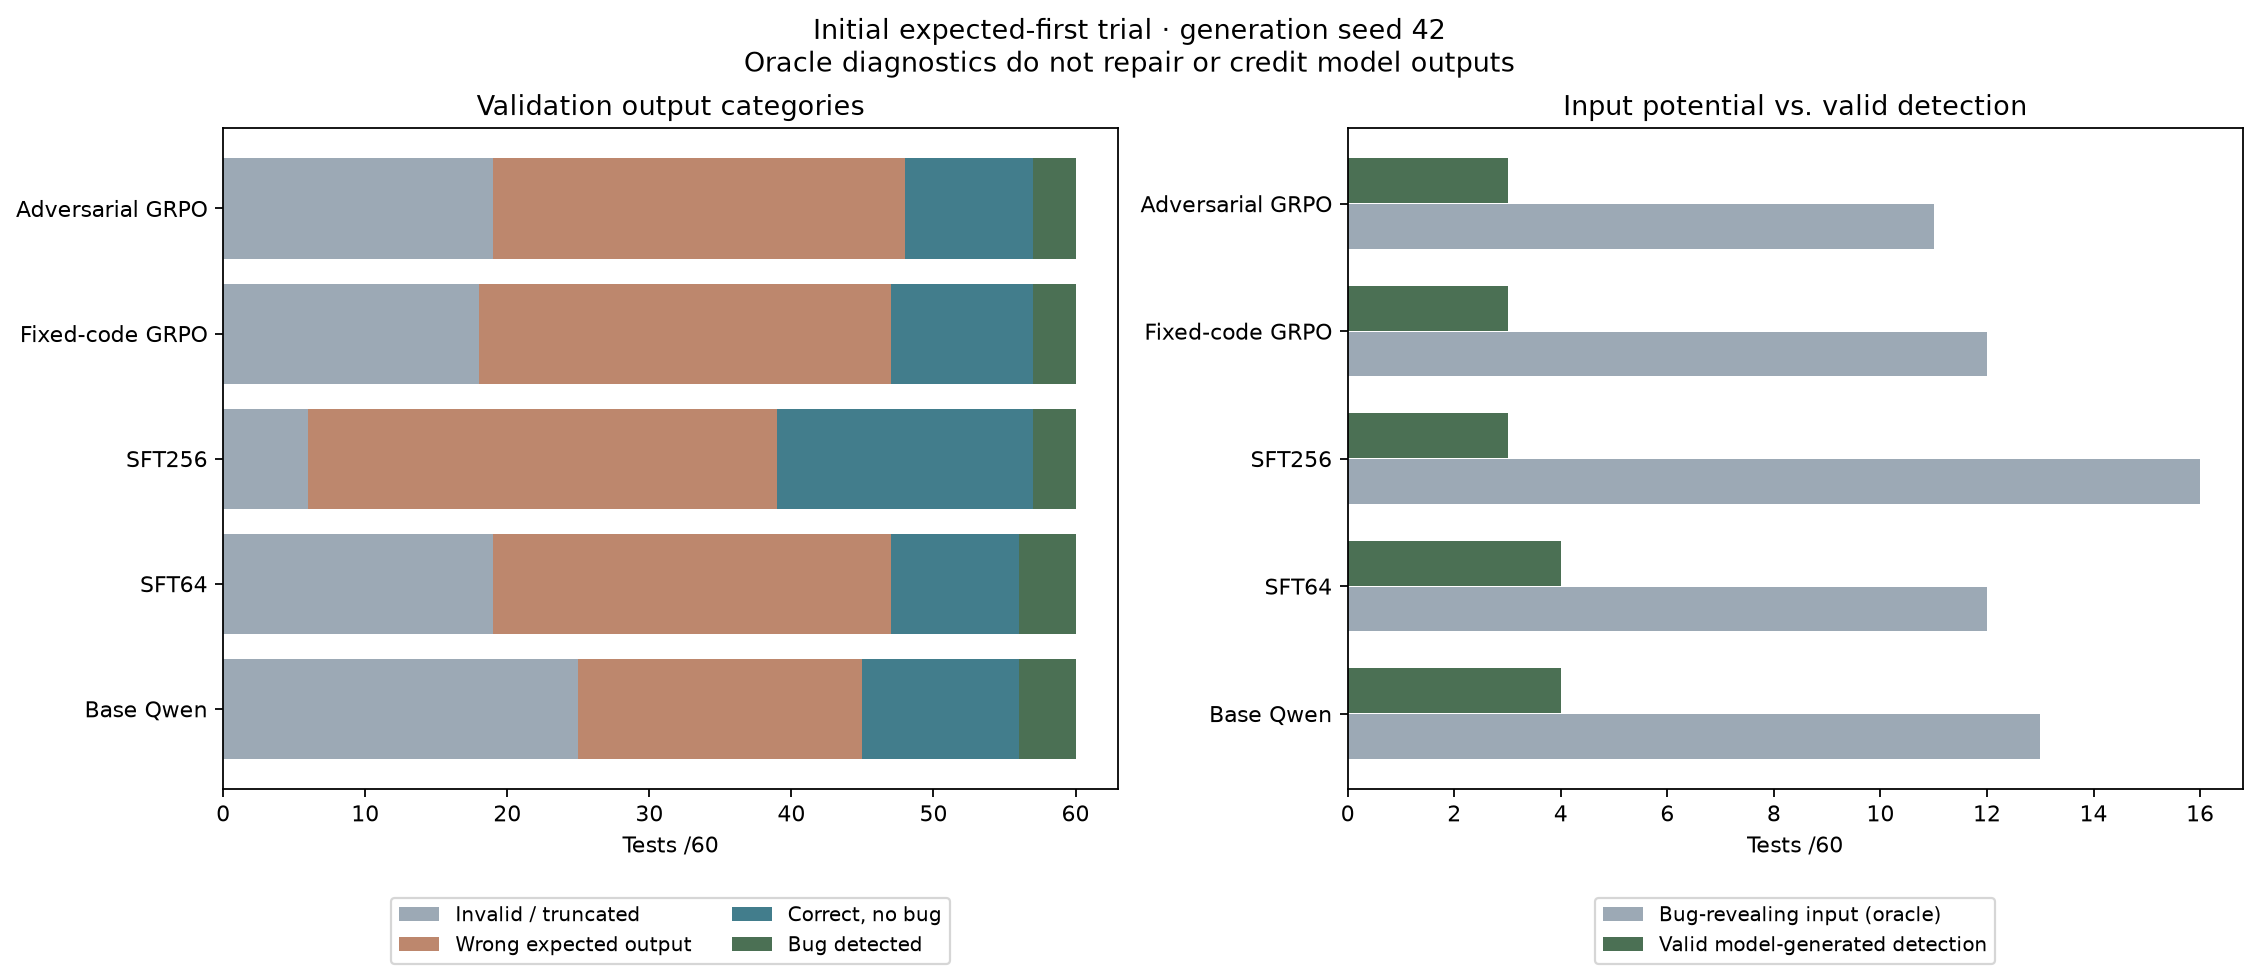 Initial expected-first trial · generation seed 42
Oracle diagnostics do not repair or credit model outputs
Validation output categories
Adversarial GRPO
Fixed-code GRPO
SFT256
SFT64
Base Qwen
0 10 20 30 40 50 60
Tests /60
Invalid / truncated
Wrong expected output
Correct, no bug
Bug detected
Input potential vs. valid detection
Adversarial GRPO
Fixed-code GRPO
SFT256
SFT64
Base Qwen
0 2 4 6 8 10 12 14 16
Tests /60
Bug-revealing input (oracle)
Valid model-generated detection